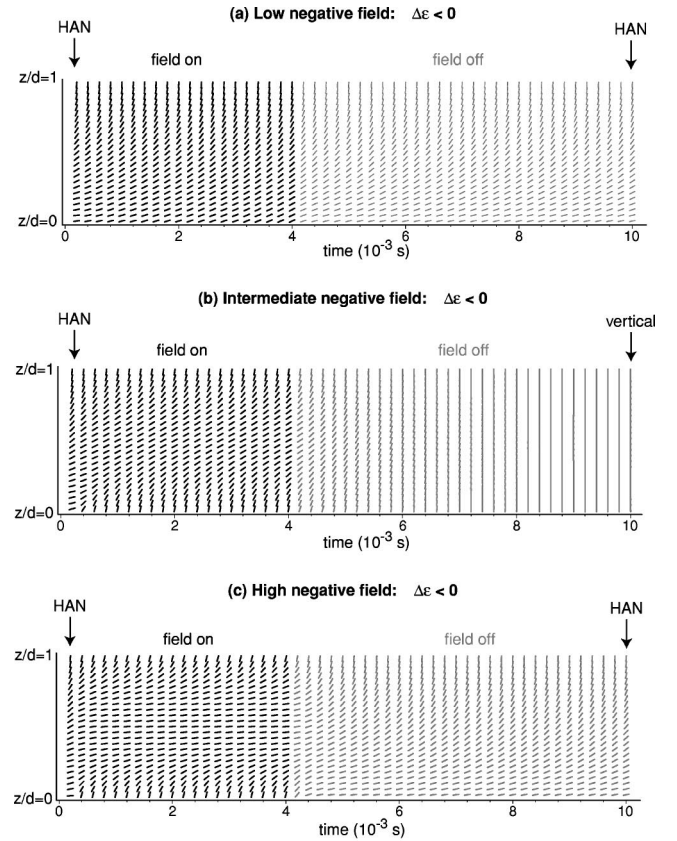 (a) Low negative field: Δε < 0
HAN
HAN
field on
field off
z/d=1
z/d=0
0 2 4 6 8 10
time (10⁻³ s)
(b) Intermediate negative field: Δε < 0
HAN
vertical
field on
field off
z/d=1
z/d=0
0 2 4 6 8 10
time (10⁻³ s)
(c) High negative field: Δε < 0
HAN
HAN
field on
field off
z/d=1
z/d=0
0 2 4 6 8 10
time (10⁻³ s)